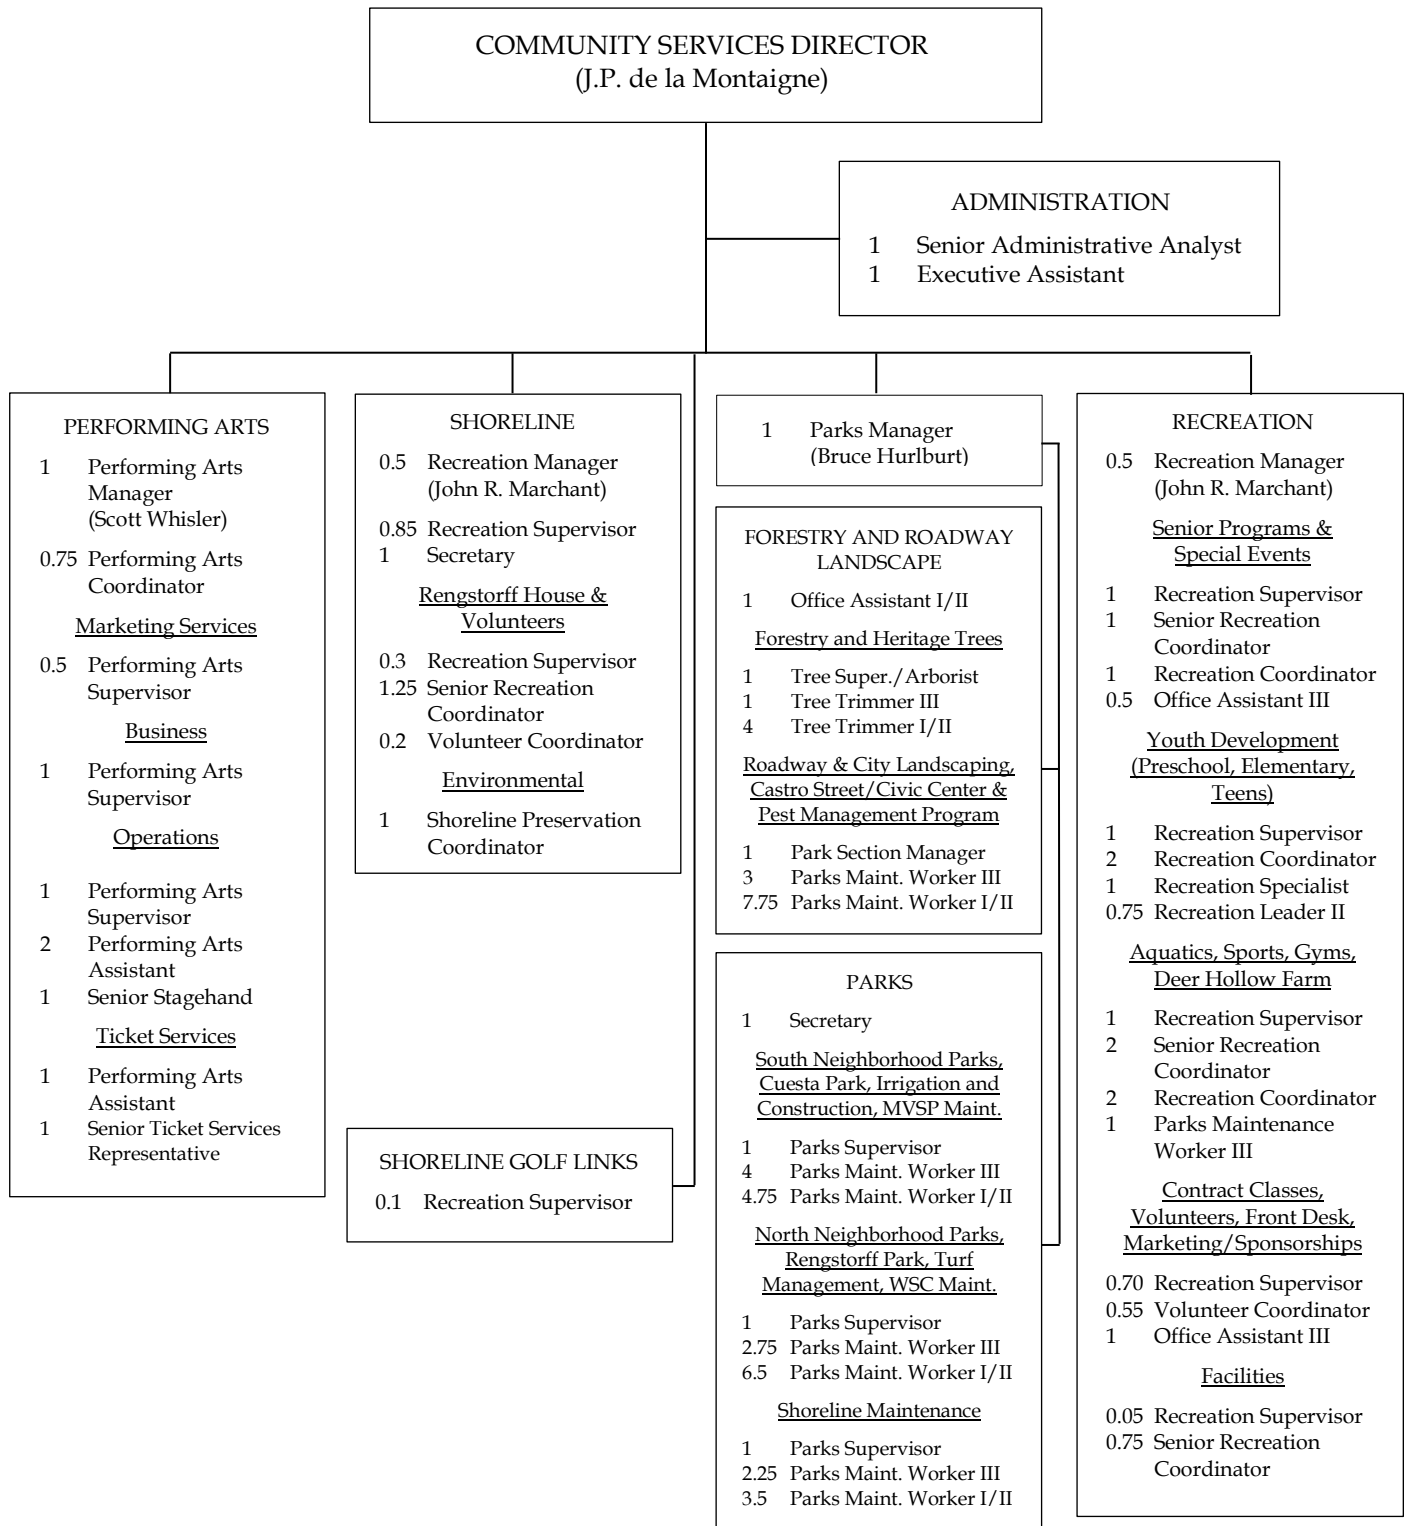 COMMUNITY SERVICES DIRECTOR
(J.P. de la Montaigne)
ADMINISTRATION
1 Senior Administrative Analyst
1 Executive Assistant
PERFORMING ARTS
1 Performing Arts
Manager
(Scott Whisler)
0.75 Performing Arts
Coordinator
Marketing Services
0.5 Performing Arts
Supervisor
Business
1 Performing Arts
Supervisor
Operations
1 Performing Arts
Supervisor
2 Performing Arts
Assistant
1 Senior Stagehand
Ticket Services
1 Performing Arts
Assistant
1 Senior Ticket Services
Representative
SHORELINE
0.5 Recreation Manager
(John R. Marchant)
0.85 Recreation Supervisor
1 Secretary
Rengstorff House &
Volunteers
0.3 Recreation Supervisor
1.25 Senior Recreation
Coordinator
0.2 Volunteer Coordinator
Environmental
1 Shoreline Preservation
Coordinator
SHORELINE GOLF LINKS
0.1 Recreation Supervisor
1 Parks Manager
(Bruce Hurlburt)
FORESTRY AND ROADWAY
LANDSCAPE
1 Office Assistant I/II
Forestry and Heritage Trees
1 Tree Super./Arborist
1 Tree Trimmer III
4 Tree Trimmer I/II
Roadway & City Landscaping,
Castro Street/Civic Center &
Pest Management Program
1 Park Section Manager
3 Parks Maint. Worker III
7.75 Parks Maint. Worker I/II
PARKS
1 Secretary
South Neighborhood Parks,
Cuesta Park, Irrigation and
Construction, MVSP Maint.
1 Parks Supervisor
4 Parks Maint. Worker III
4.75 Parks Maint. Worker I/II
North Neighborhood Parks,
Rengstorff Park, Turf
Management, WSC Maint.
1 Parks Supervisor
2.75 Parks Maint. Worker III
6.5 Parks Maint. Worker I/II
Shoreline Maintenance
1 Parks Supervisor
2.25 Parks Maint. Worker III
3.5 Parks Maint. Worker I/II
RECREATION
0.5 Recreation Manager
(John R. Marchant)
Senior Programs &
Special Events
1 Recreation Supervisor
1 Senior Recreation
Coordinator
1 Recreation Coordinator
0.5 Office Assistant III
Youth Development
(Preschool, Elementary,
Teens)
1 Recreation Supervisor
2 Recreation Coordinator
1 Recreation Specialist
0.75 Recreation Leader II
Aquatics, Sports, Gyms,
Deer Hollow Farm
1 Recreation Supervisor
2 Senior Recreation
Coordinator
2 Recreation Coordinator
1 Parks Maintenance
Worker III
Contract Classes,
Volunteers, Front Desk,
Marketing/Sponsorships
0.70 Recreation Supervisor
0.55 Volunteer Coordinator
1 Office Assistant III
Facilities
0.05 Recreation Supervisor
0.75 Senior Recreation
Coordinator